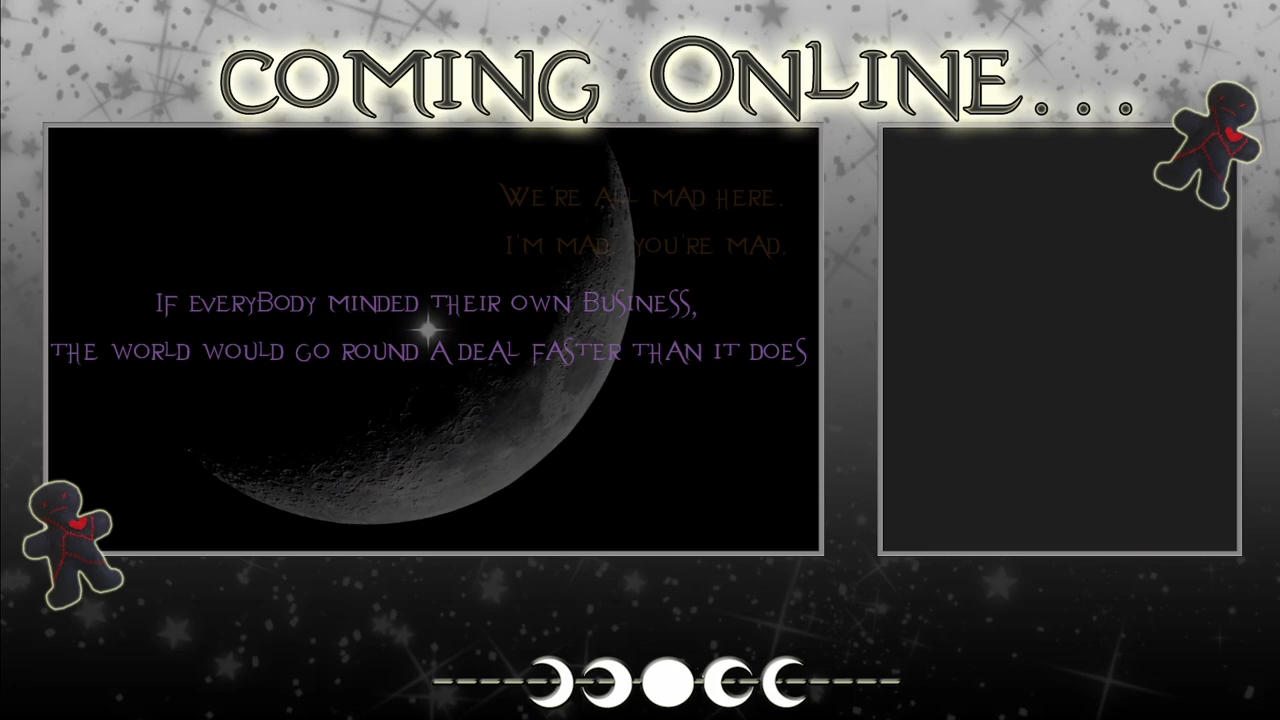 Coming Online...
We're all mad here.
I'm mad. You're mad.
If everybody minded their own business,
the world would go round a deal faster than it does